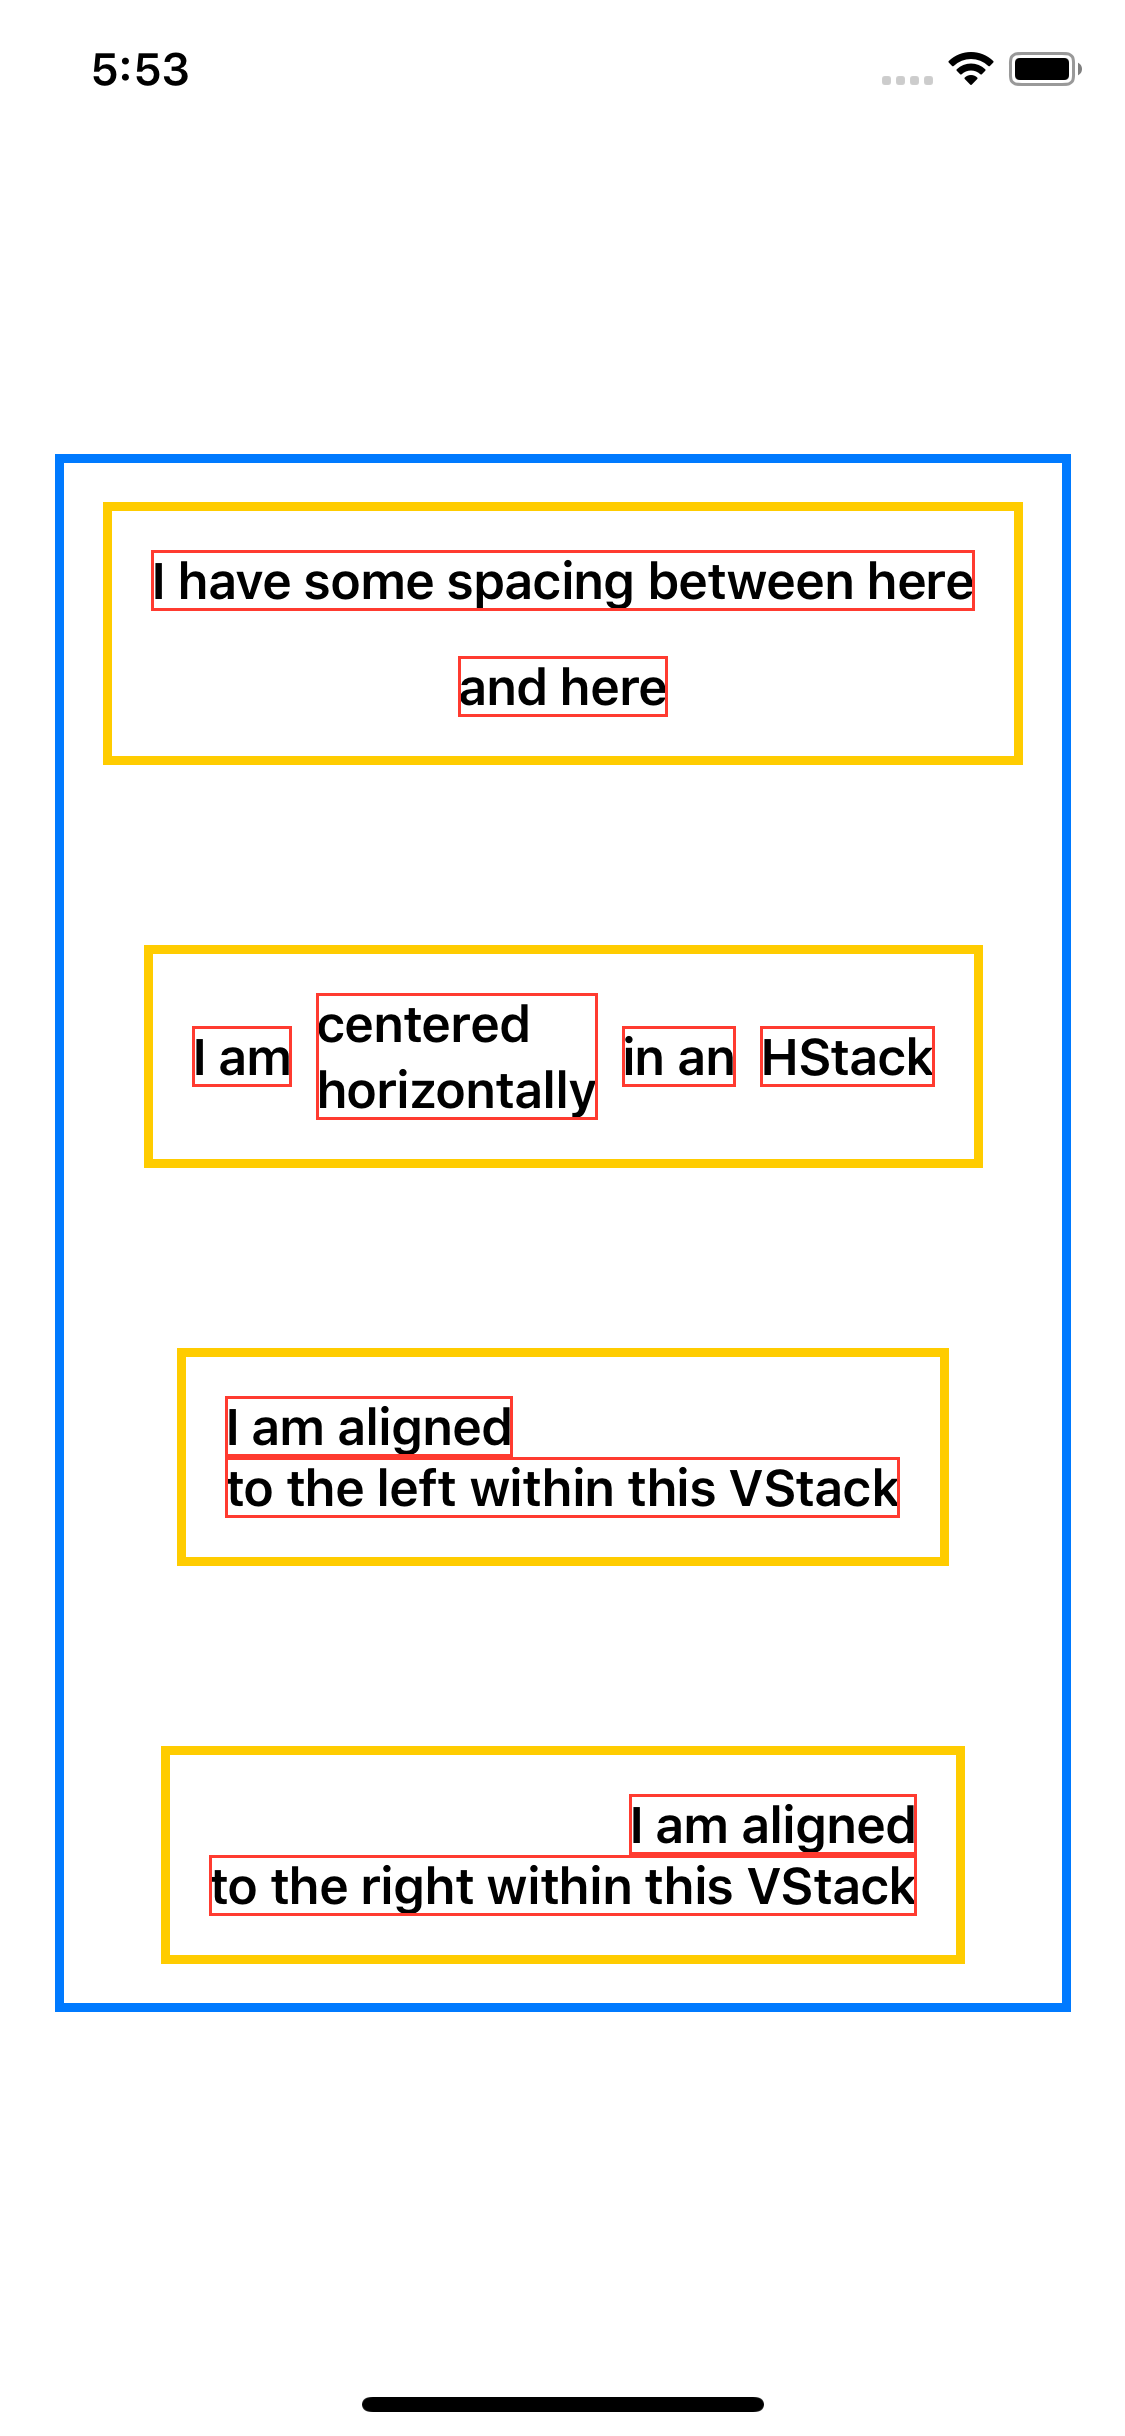 5:53
I have some spacing between here
and here
I am centered in an HStack
horizontally
I am aligned
to the left within this VStack
I am aligned
to the right within this VStack